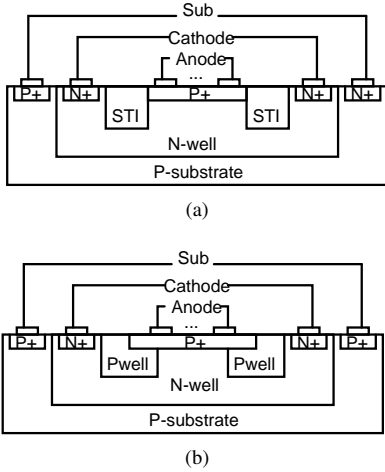 Sub
Cathode
Anode
...
P+ N+ P+ N+ N+
STI STI
N-well
P-substrate
(a)
Sub
Cathode
Anode
...
P+ N+ P+ N+ P+
Pwell Pwell
N-well
P-substrate
(b)